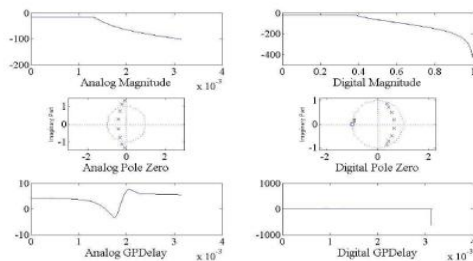 0
-100
-200
0 1 2 3 4
x 10⁻³
Analog Magnitude
0
-200
-400
0 0.2 0.4 0.6 0.8 1
Digital Magnitude
Imaginary Part
1
0
-1
-2 0 2
Analog Pole Zero
Imaginary Part
1
0
-1
-2 0 2
Digital Pole Zero
10
0
-10
0 1 2 3 4
x 10⁻³
Analog GPDelay
1000
0
-1000
0 1 2 3 4
x 10⁻³
Digital GPDelay